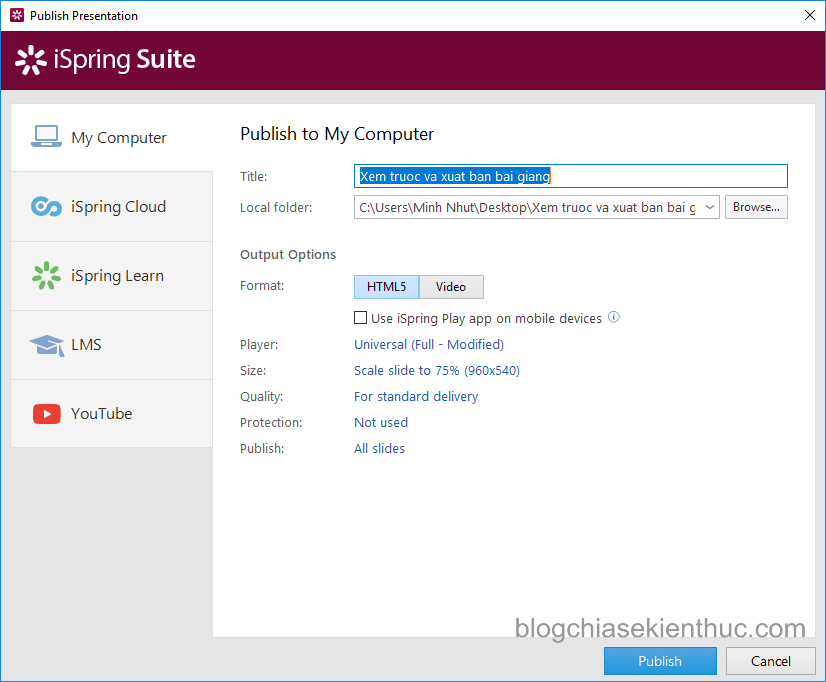 Publish Presentation
iSpring Suite
My Computer
iSpring Cloud
iSpring Learn
LMS
YouTube
Publish to My Computer
Title: Xem truoc va xuat ban bai giang
Local folder: C:\Users\Minh Nhut\Desktop\Xem truoc va xuat ban bai g Browse...
Output Options
Format: HTML5 Video
Use iSpring Play app on mobile devices
Player: Universal (Full - Modified)
Size: Scale slide to 75% (960x540)
Quality: For standard delivery
Protection: Not used
Publish: All slides
blogchiasekienthuc.com
Publish Cancel